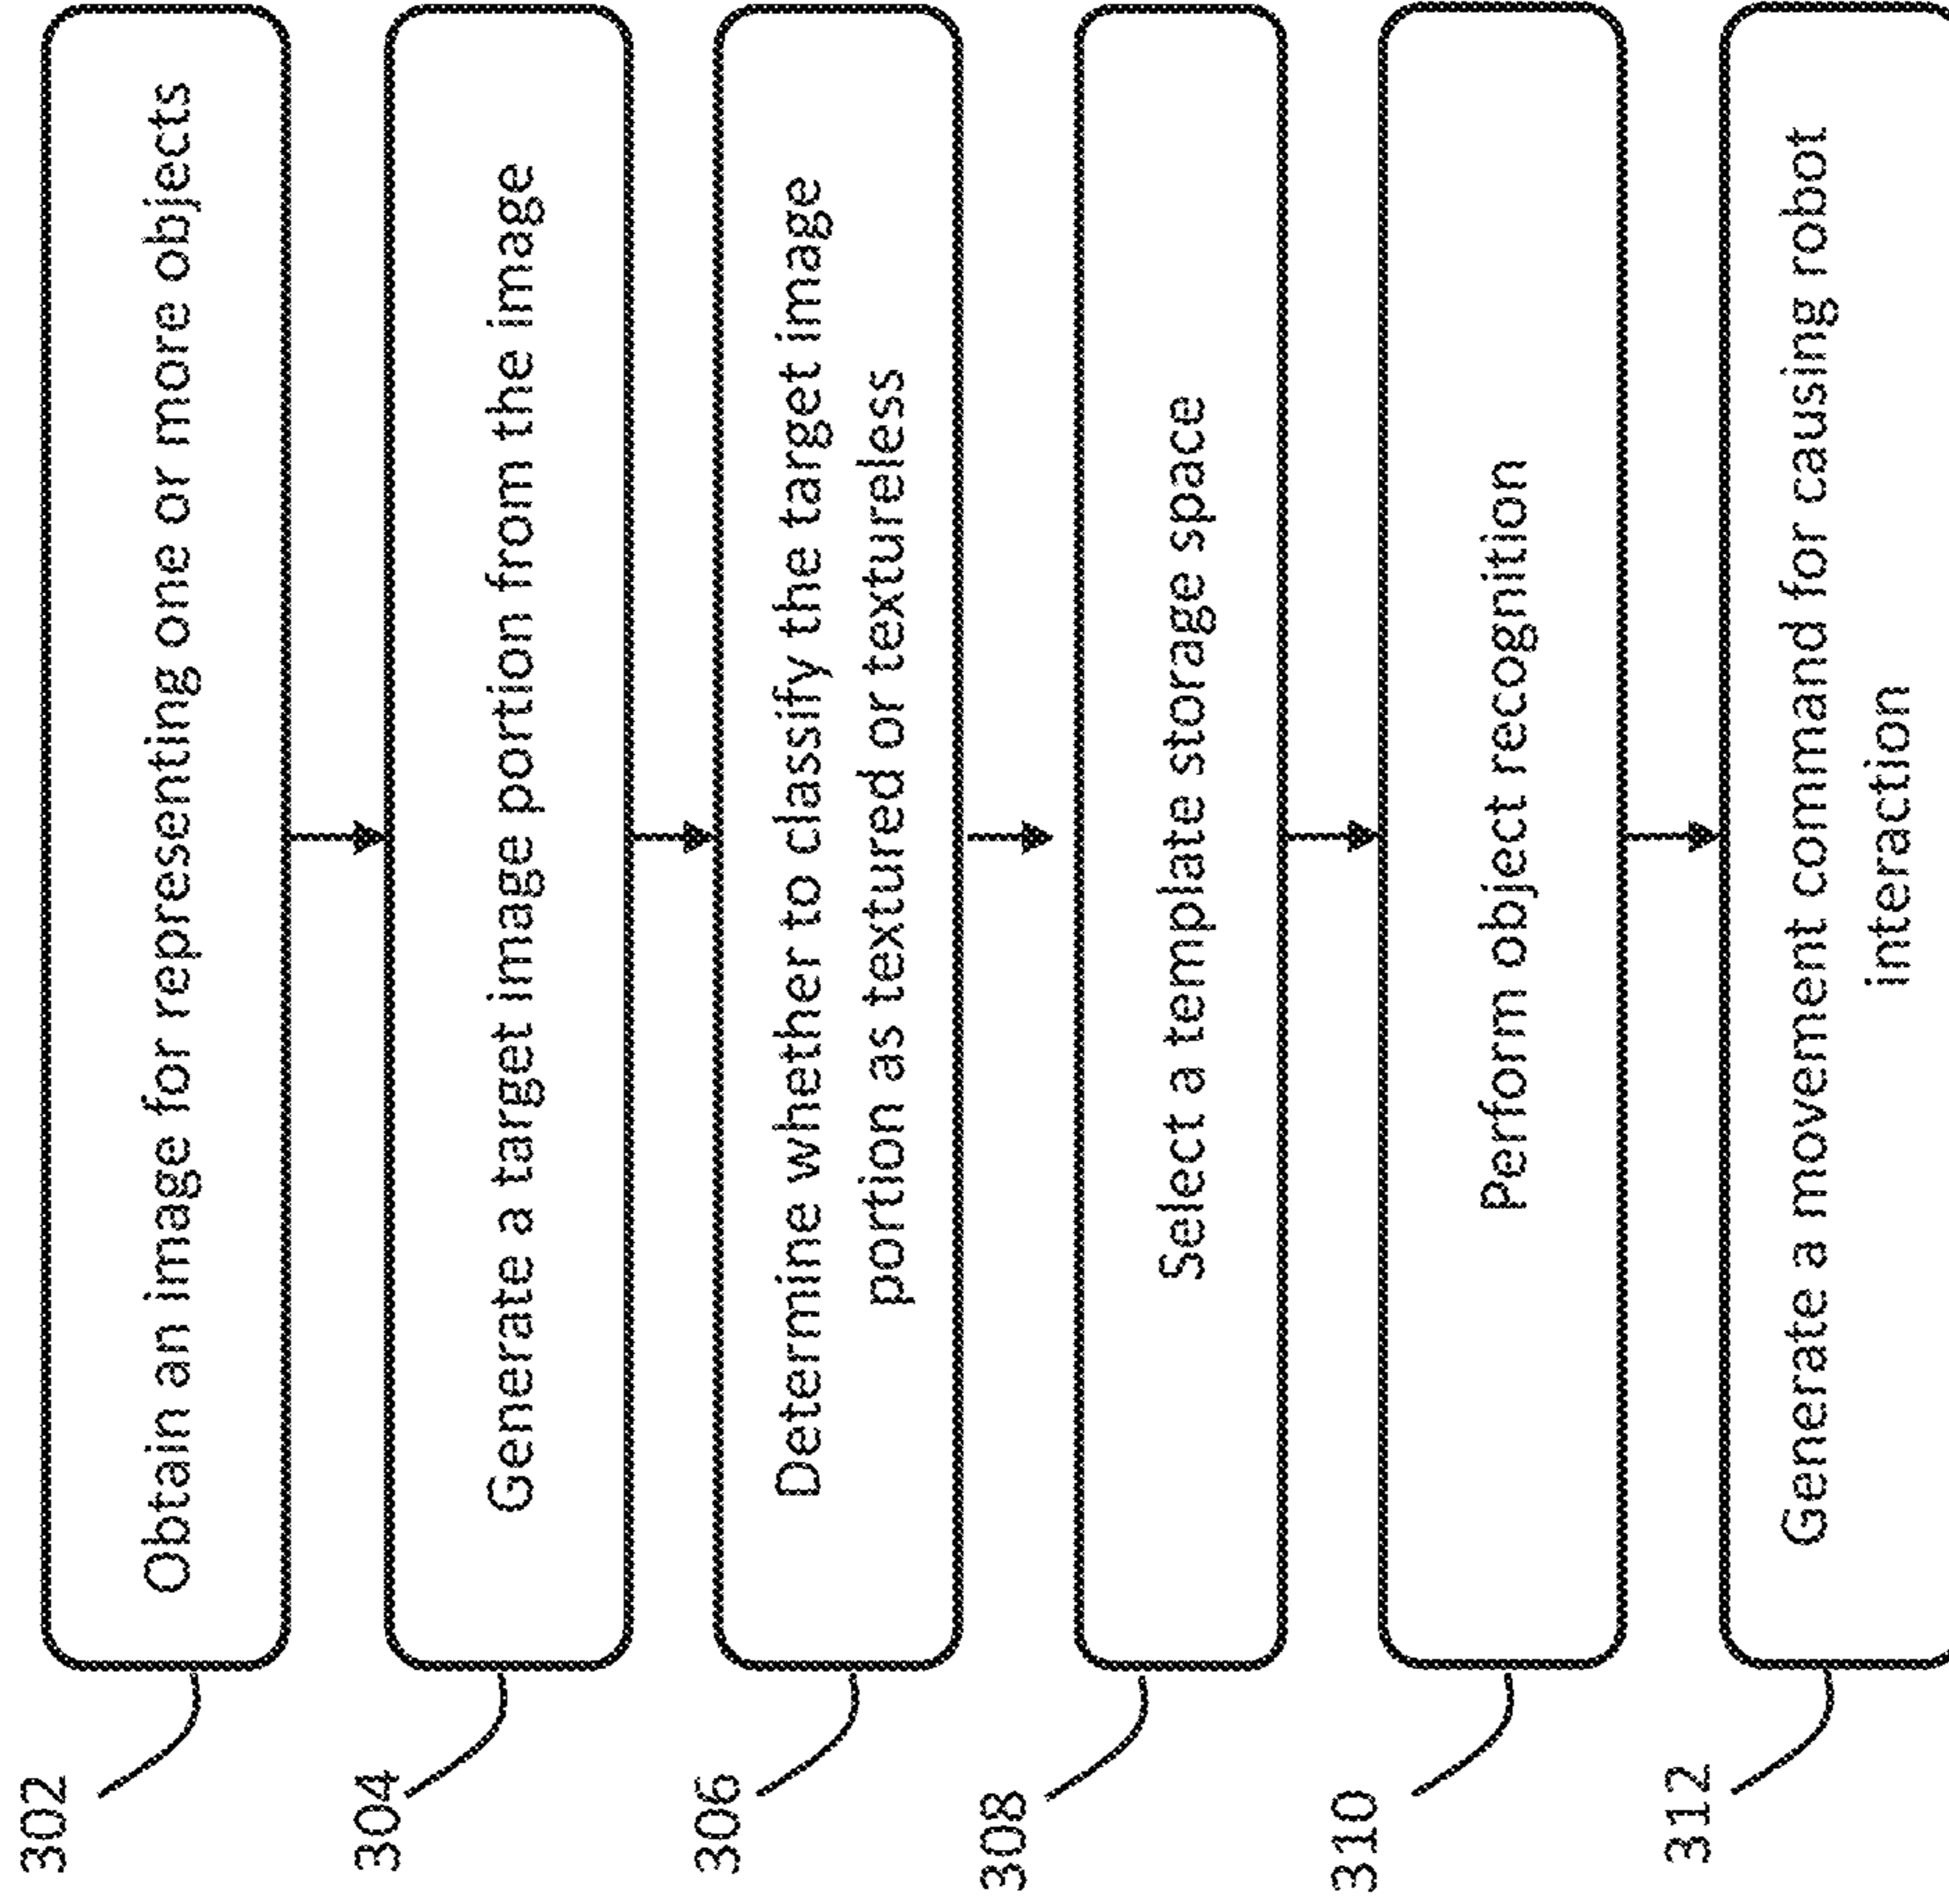 302
Obtain an image for representing one or more objects
304
Generate a target image portion from the image
306
Determine whether to classify the target image
portion as textured or textureless
308
Select a template storage space
310
Perform object recognition
312
Generate a movement command for causing robot
interaction